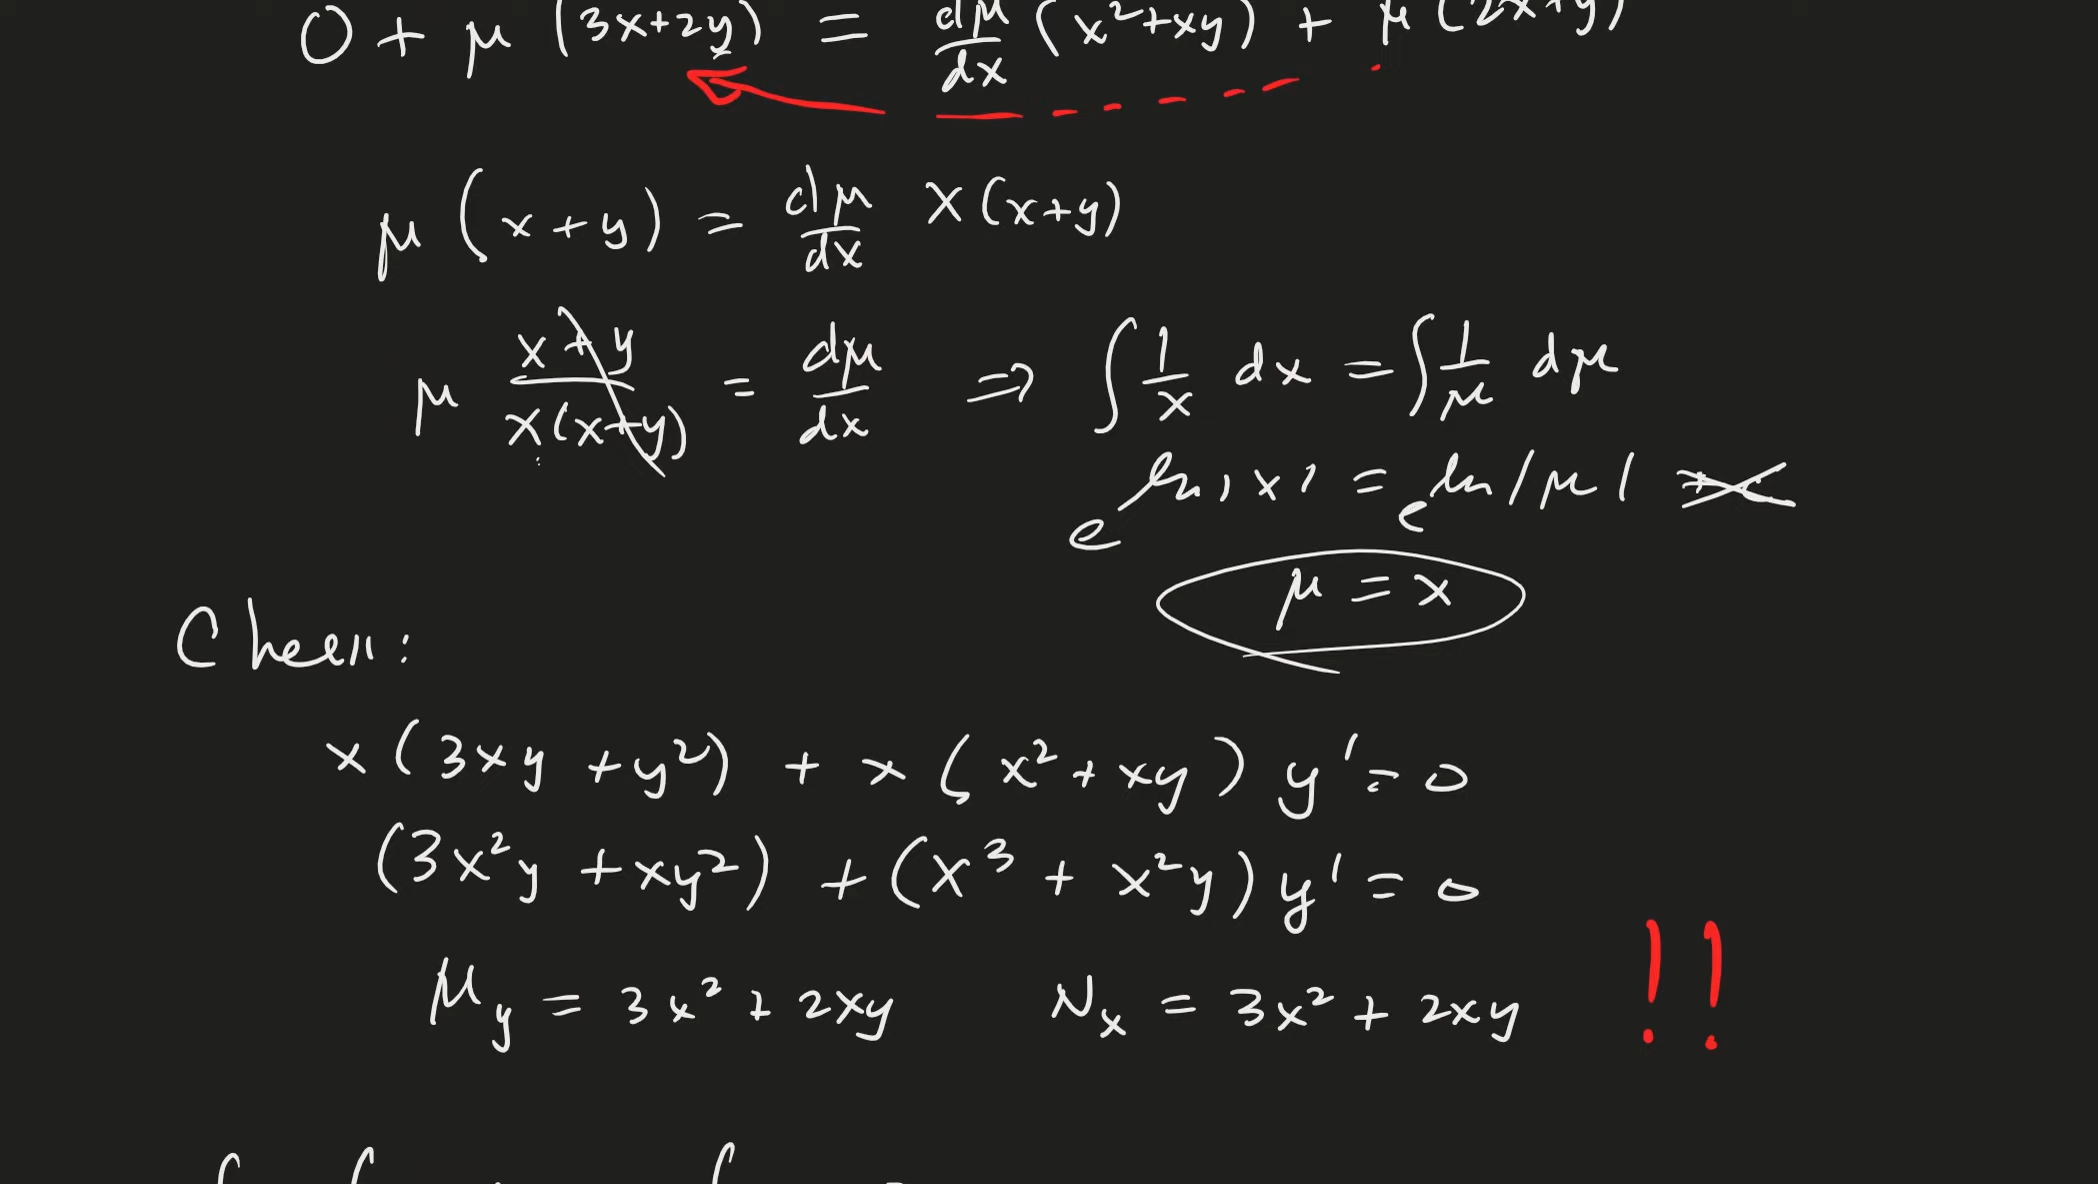 0 + μ (3x+2y) = dμ/dx (x²+xy) + μ (2x+y)
μ (x+y) = dμ/dx x(x+y)
μ x+y/x(x+y) = dμ/dx ⇒ ∫ 1/x dx = ∫ 1/μ dμ
e^ln|x| = e^ln|μ|
μ = x
Check:
x(3xy + y²) + x(x² + xy) y' = 0
(3x²y + xy²) + (x³ + x²y) y' = 0
M_y = 3x² + 2xy N_x = 3x² + 2xy !!